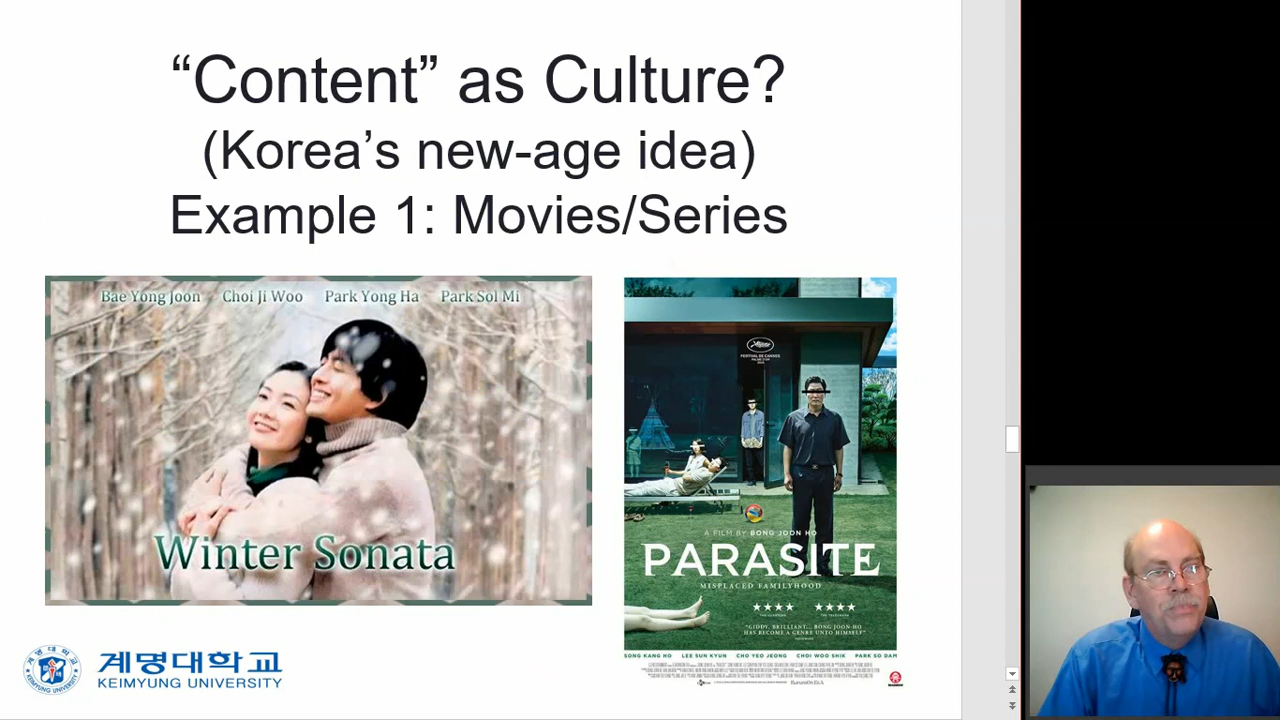 “Content” as Culture?
(Korea’s new-age idea)
Example 1: Movies/Series
Bae Yong Joon Choi Ji Woo Park Yong Ha Park Sol Mi
Winter Sonata
FESTIVAL DE CANNES
A FILM BY BONG JOON HO
PARASITE
MISPLACED FAMILYHOOD
★★★★ ★★★★
“GIDDY, BRILLIANT... BONG JOON-HO
HAS BECOME A GENRE UNTO HIMSELF”
SONG KANG HO LEE SUN KYUN CHO YEO JEONG CHOI WOO SHIK PARK SO DAM
계명대학교
KEIMYUNG UNIVERSITY